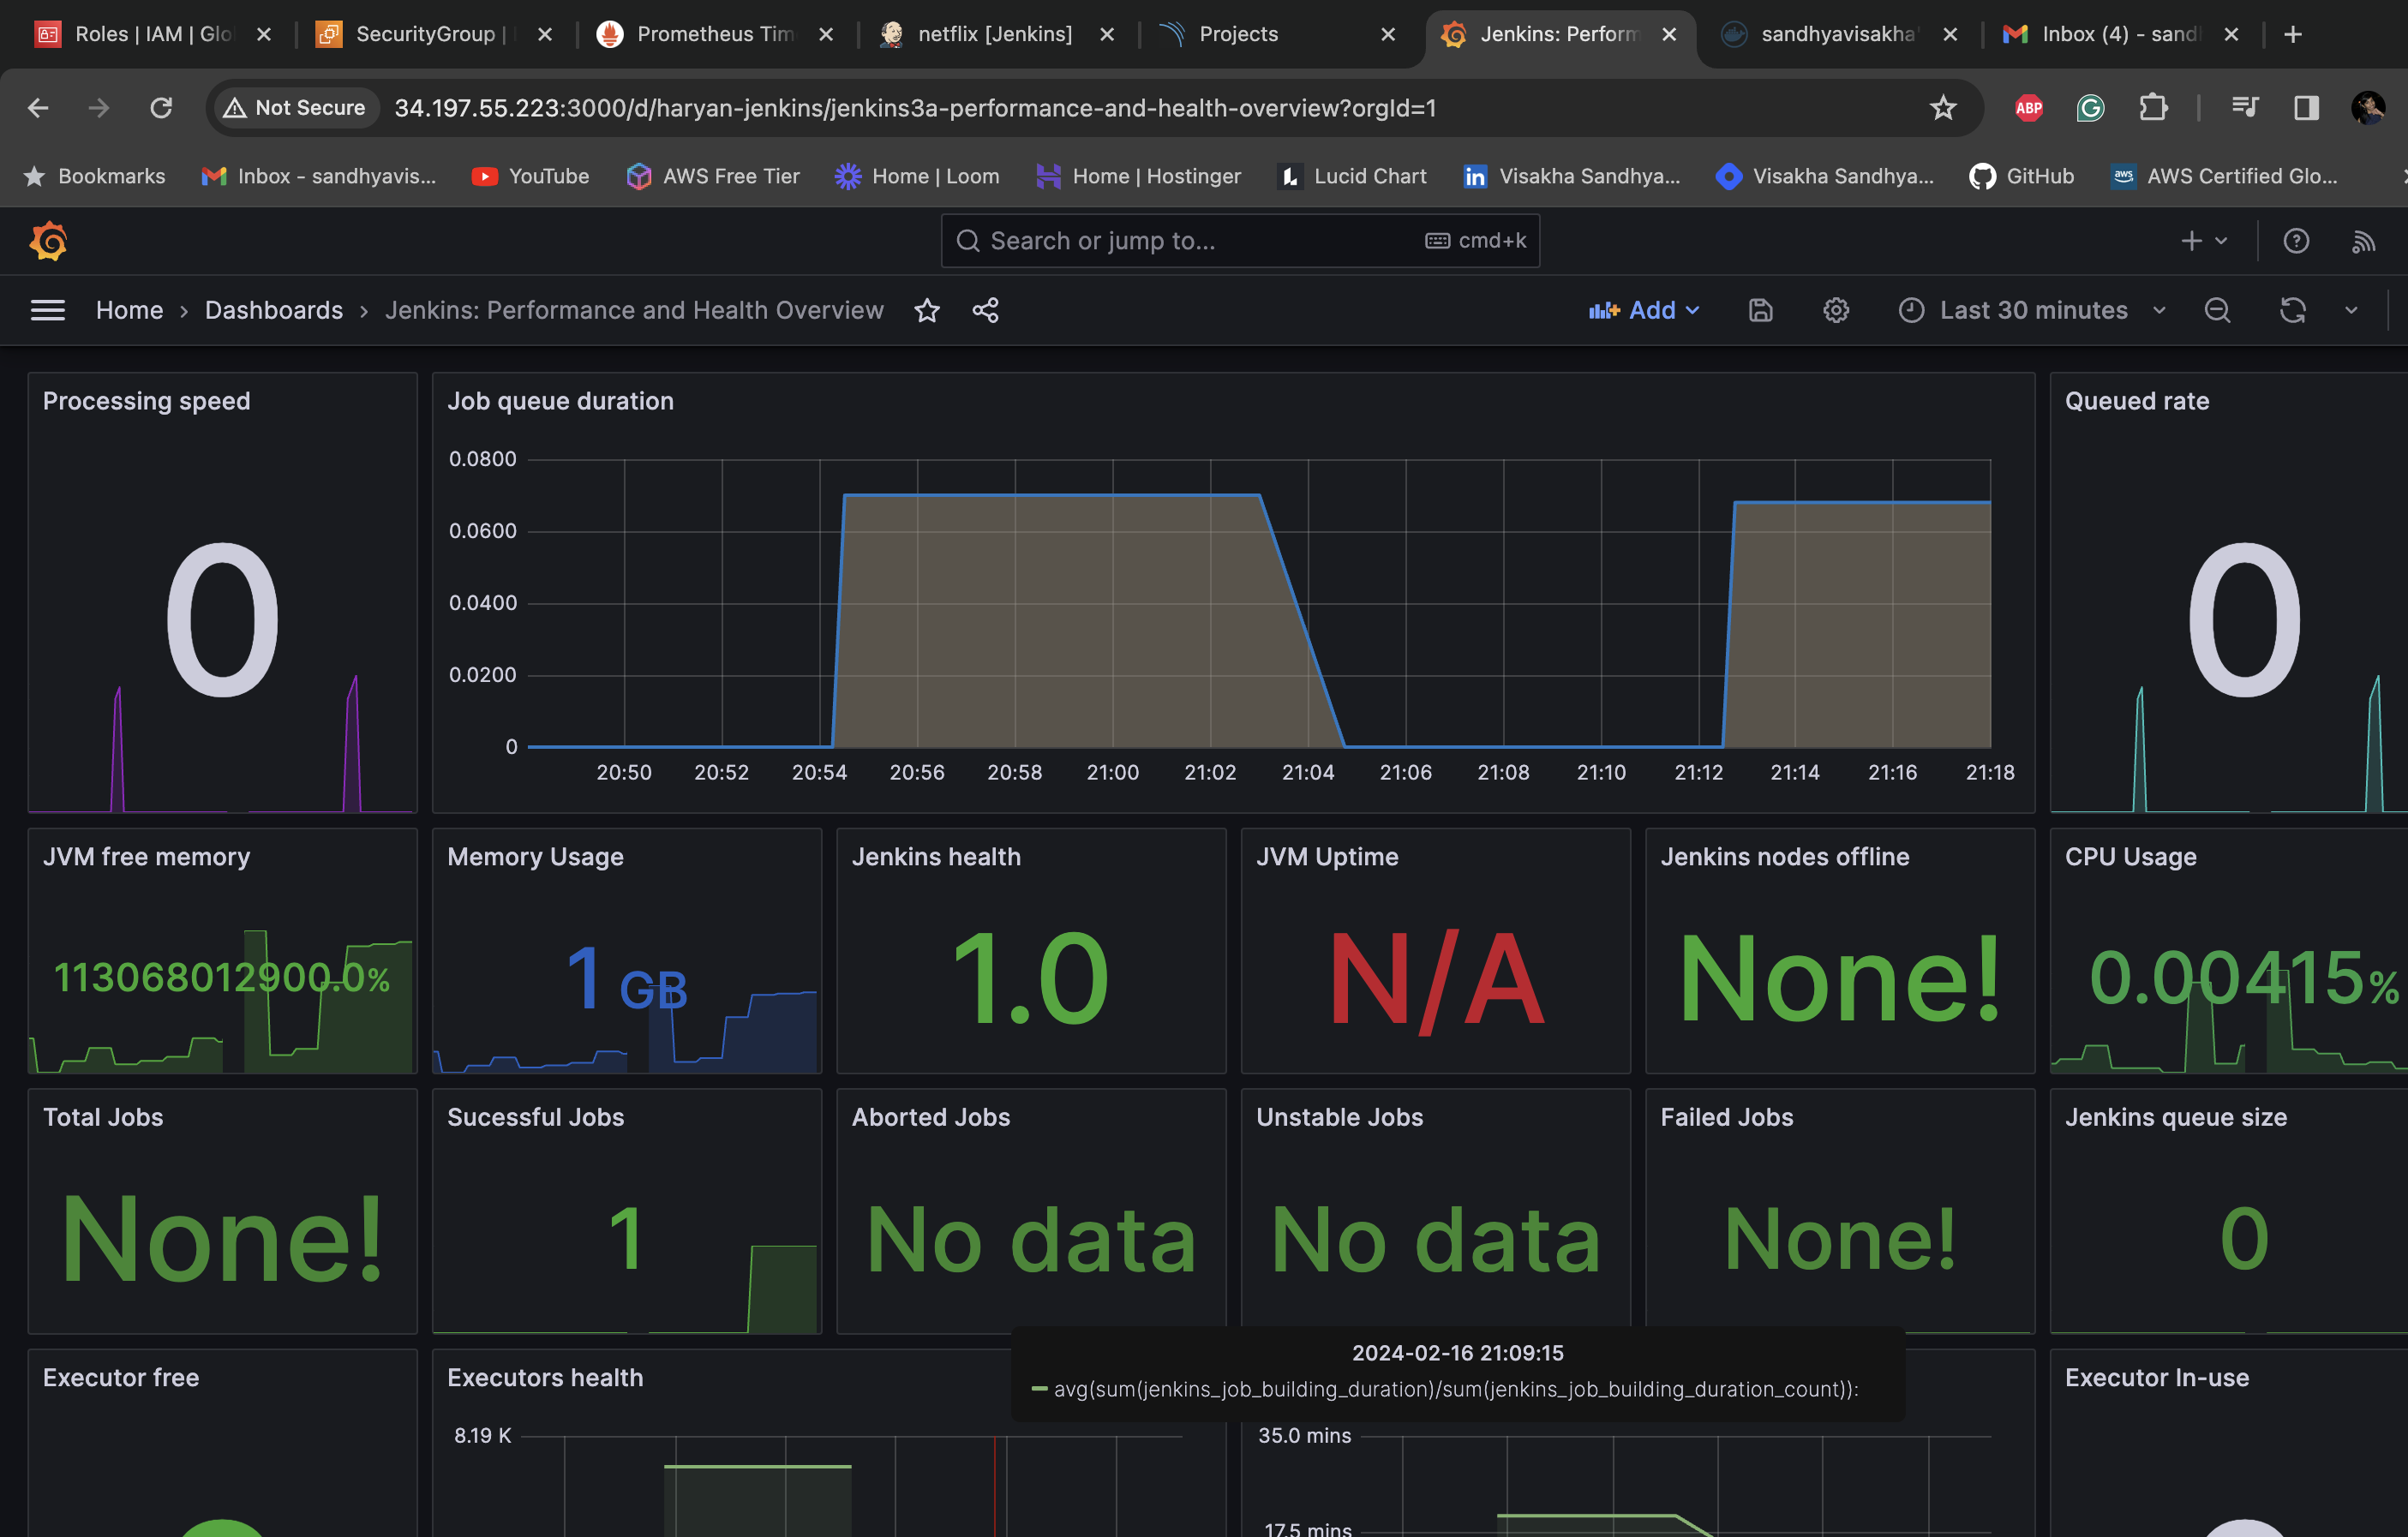 Roles | IAM | Glo
SecurityGroup |
Prometheus Tim
netflix [Jenkins]
Projects
Jenkins: Perform
sandhyavisakha'
Inbox (4) - sand
Not Secure
34.197.55.223:3000/d/haryan-jenkins/jenkins3a-performance-and-health-overview?orgId=1
ABP
Bookmarks
Inbox - sandhyavis...
YouTube
AWS Free Tier
Home | Loom
Home | Hostinger
Lucid Chart
Visakha Sandhya...
Visakha Sandhya...
GitHub
aws
AWS Certified Glo...
Search or jump to...
cmd+k
Home › Dashboards › Jenkins: Performance and Health Overview
Add
Last 30 minutes
Processing speed
0
Job queue duration
0.0800
0.0600
0.0400
0.0200
0
20:50 20:52 20:54 20:56 20:58 21:00 21:02 21:04 21:06 21:08 21:10 21:12 21:14 21:16 21:18
Queued rate
0
JVM free memory
113068012900.0%
Memory Usage
1 GB
Jenkins health
1.0
JVM Uptime
N/A
Jenkins nodes offline
None!
CPU Usage
0.00415%
Total Jobs
None!
Sucessful Jobs
1
Aborted Jobs
No data
Unstable Jobs
No data
Failed Jobs
None!
Jenkins queue size
0
2024-02-16 21:09:15
avg(sum(jenkins_job_building_duration)/sum(jenkins_job_building_duration_count)):
Executor free
Executors health
8.19 K
35.0 mins
17.5 mins
Executor In-use